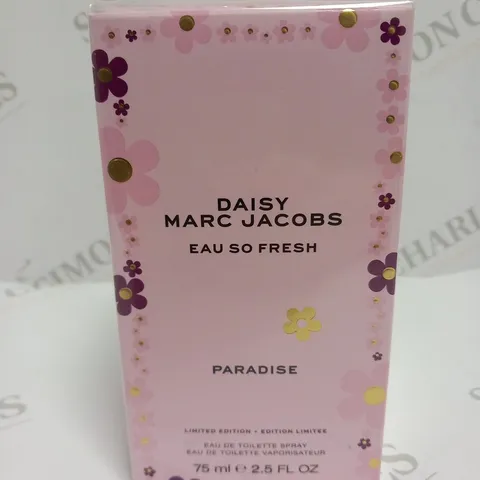 DAISY
MARC JACOBS
EAU SO FRESH
PARADISE
LIMITED EDITION • EDITION LIMITÉE
EAU DE TOILETTE SPRAY
EAU DE TOILETTE VAPORISATEUR
75 ml e 2.5 FL OZ